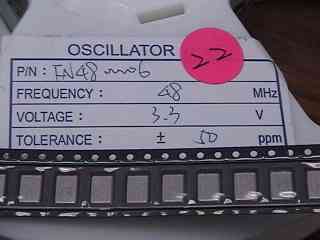 OSCILLATOR
22
P/N: FN48
FREQUENCY: 48 MHz
VOLTAGE: 3.3 V
TOLERANCE: ± 50 ppm